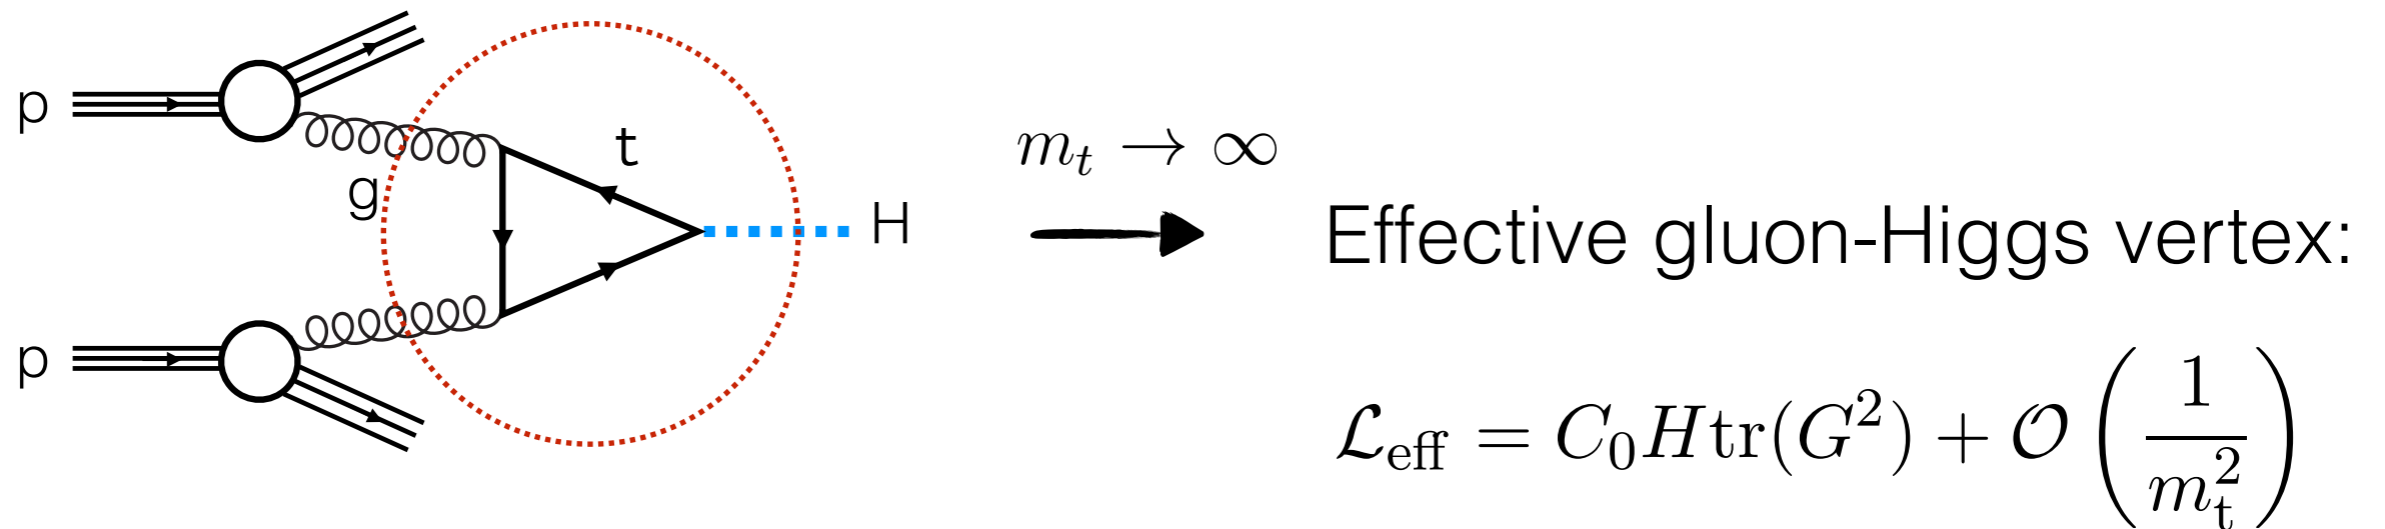 p
g
t
H
p
m_t → ∞
Effective gluon-Higgs vertex:
ℒ_eff = C_0 H tr(G^2) + 𝒪(1/m_t^2)